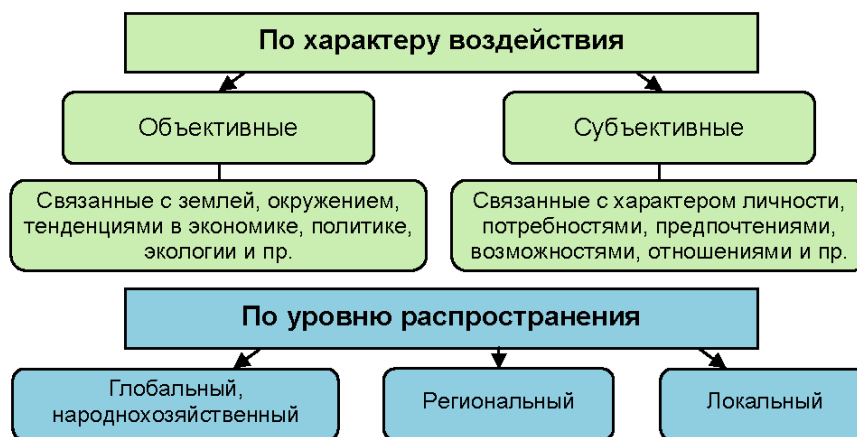 По характеру воздействия
Объективные
Субъективные
Связанные с землей, окружением,
тенденциями в экономике, политике,
экологии и пр.
Связанные с характером личности,
потребностями, предпочтениями,
возможностями, отношениями и пр.
По уровню распространения
Глобальный,
народнохозяйственный
Региональный
Локальный